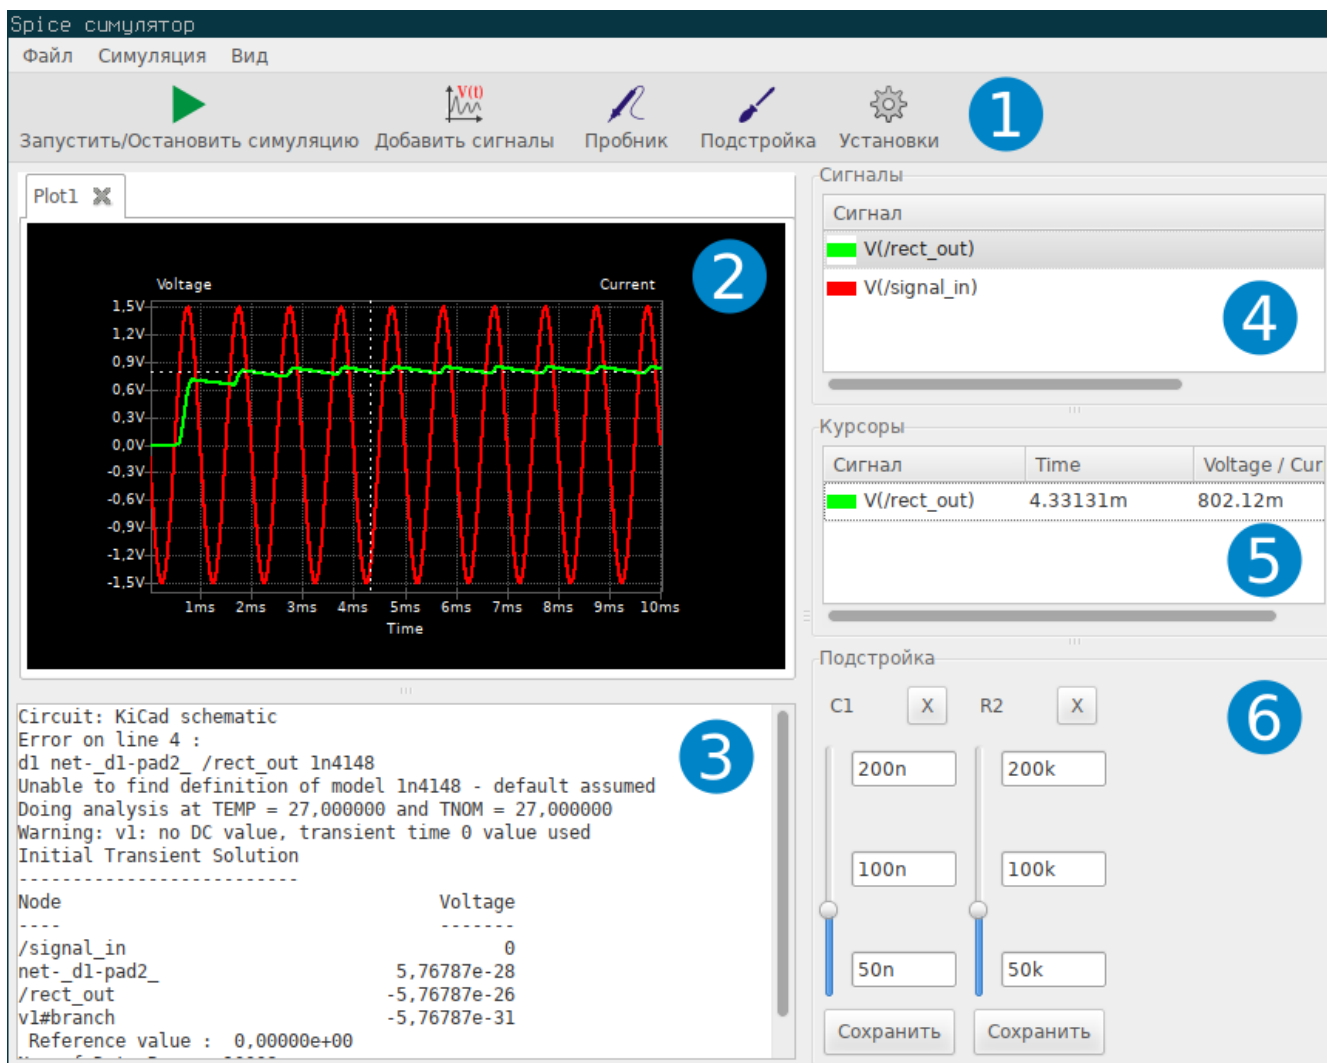 Spice симулятор
Файл Симуляция Вид
Запустить/Остановить симуляцию Добавить сигналы Пробник Подстройка Установки
V(t)
1
Plot1
2
Voltage Current
1,5V
1,2V
0,9V
0,6V
0,3V
0,0V
-0,3V
-0,6V
-0,9V
-1,2V
-1,5V
1ms 2ms 3ms 4ms 5ms 6ms 7ms 8ms 9ms 10ms
Time
Circuit: KiCad schematic
Error on line 4 :
d1 net-_d1-pad2_ /rect_out 1n4148
Unable to find definition of model 1n4148 - default assumed
Doing analysis at TEMP = 27,000000 and TNOM = 27,000000
Warning: v1: no DC value, transient time 0 value used
Initial Transient Solution
--------------------------
Node Voltage
---- -------
/signal_in 0
net-_d1-pad2_ 5,76787e-28
/rect_out -5,76787e-26
v1#branch -5,76787e-31
Reference value : 0,00000e+00
3
Сигналы
Сигнал
V(/rect_out)
V(/signal_in)
4
Курсоры
Сигнал Time Voltage / Cur
V(/rect_out) 4.33131m 802.12m
5
Подстройка
C1 X R2 X
6
200n 200k
100n 100k
50n 50k
Сохранить Сохранить